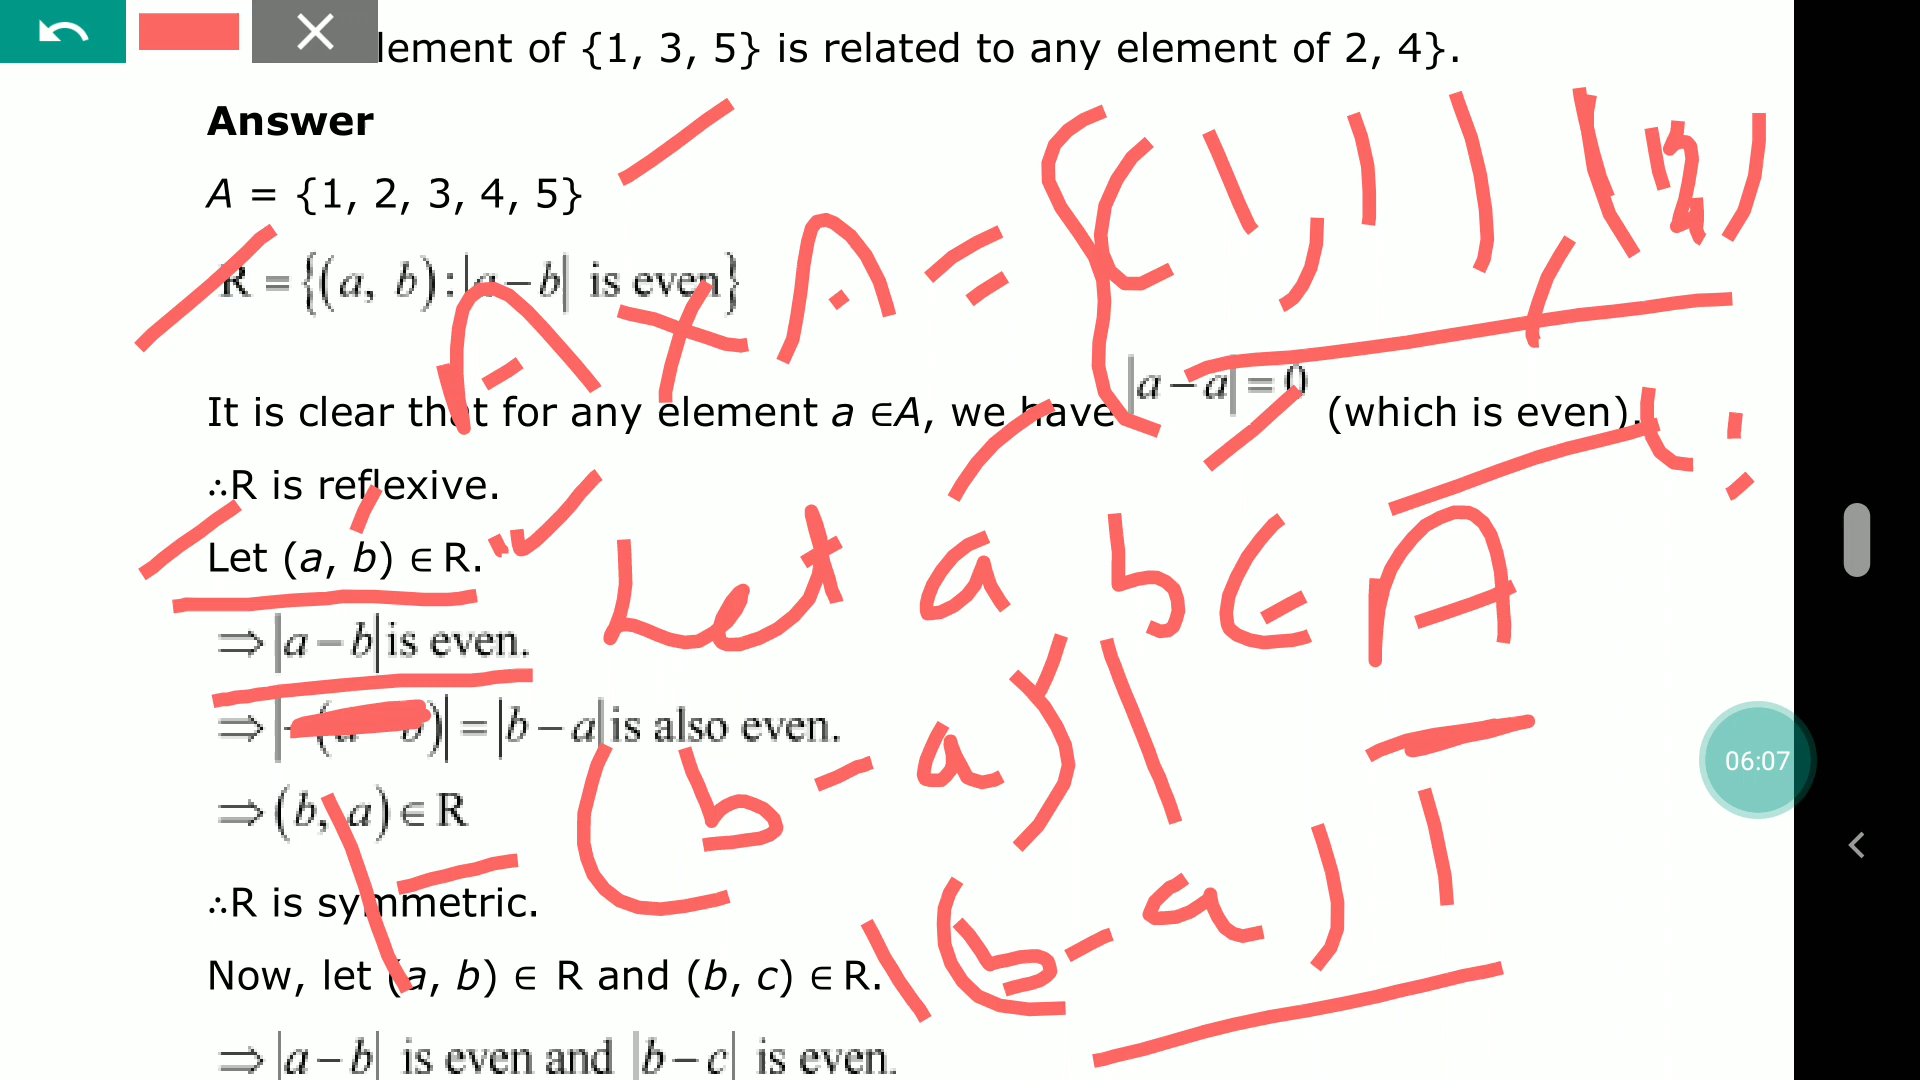 lement of {1, 3, 5} is related to any element of 2, 4}.
Answer
A = {1, 2, 3, 4, 5}
R = {(a, b):|a−b| is even}
A × A = {(1, 1), (
It is clear that for any element a ∈A, we have |a−a|=0 (which is even).
∴R is reflexive.
Let (a, b) ∈ R.
Let a b ∈ A
⇒|a−b|is even.
⇒|−(a−b)|=|b−a|is also even.
|−(b−a)|
⇒(b, a)∈R
|(b−a)|
∴R is symmetric.
Now, let (a, b) ∈ R and (b, c) ∈ R.
⇒|a−b| is even and |b−c| is even.
06:07